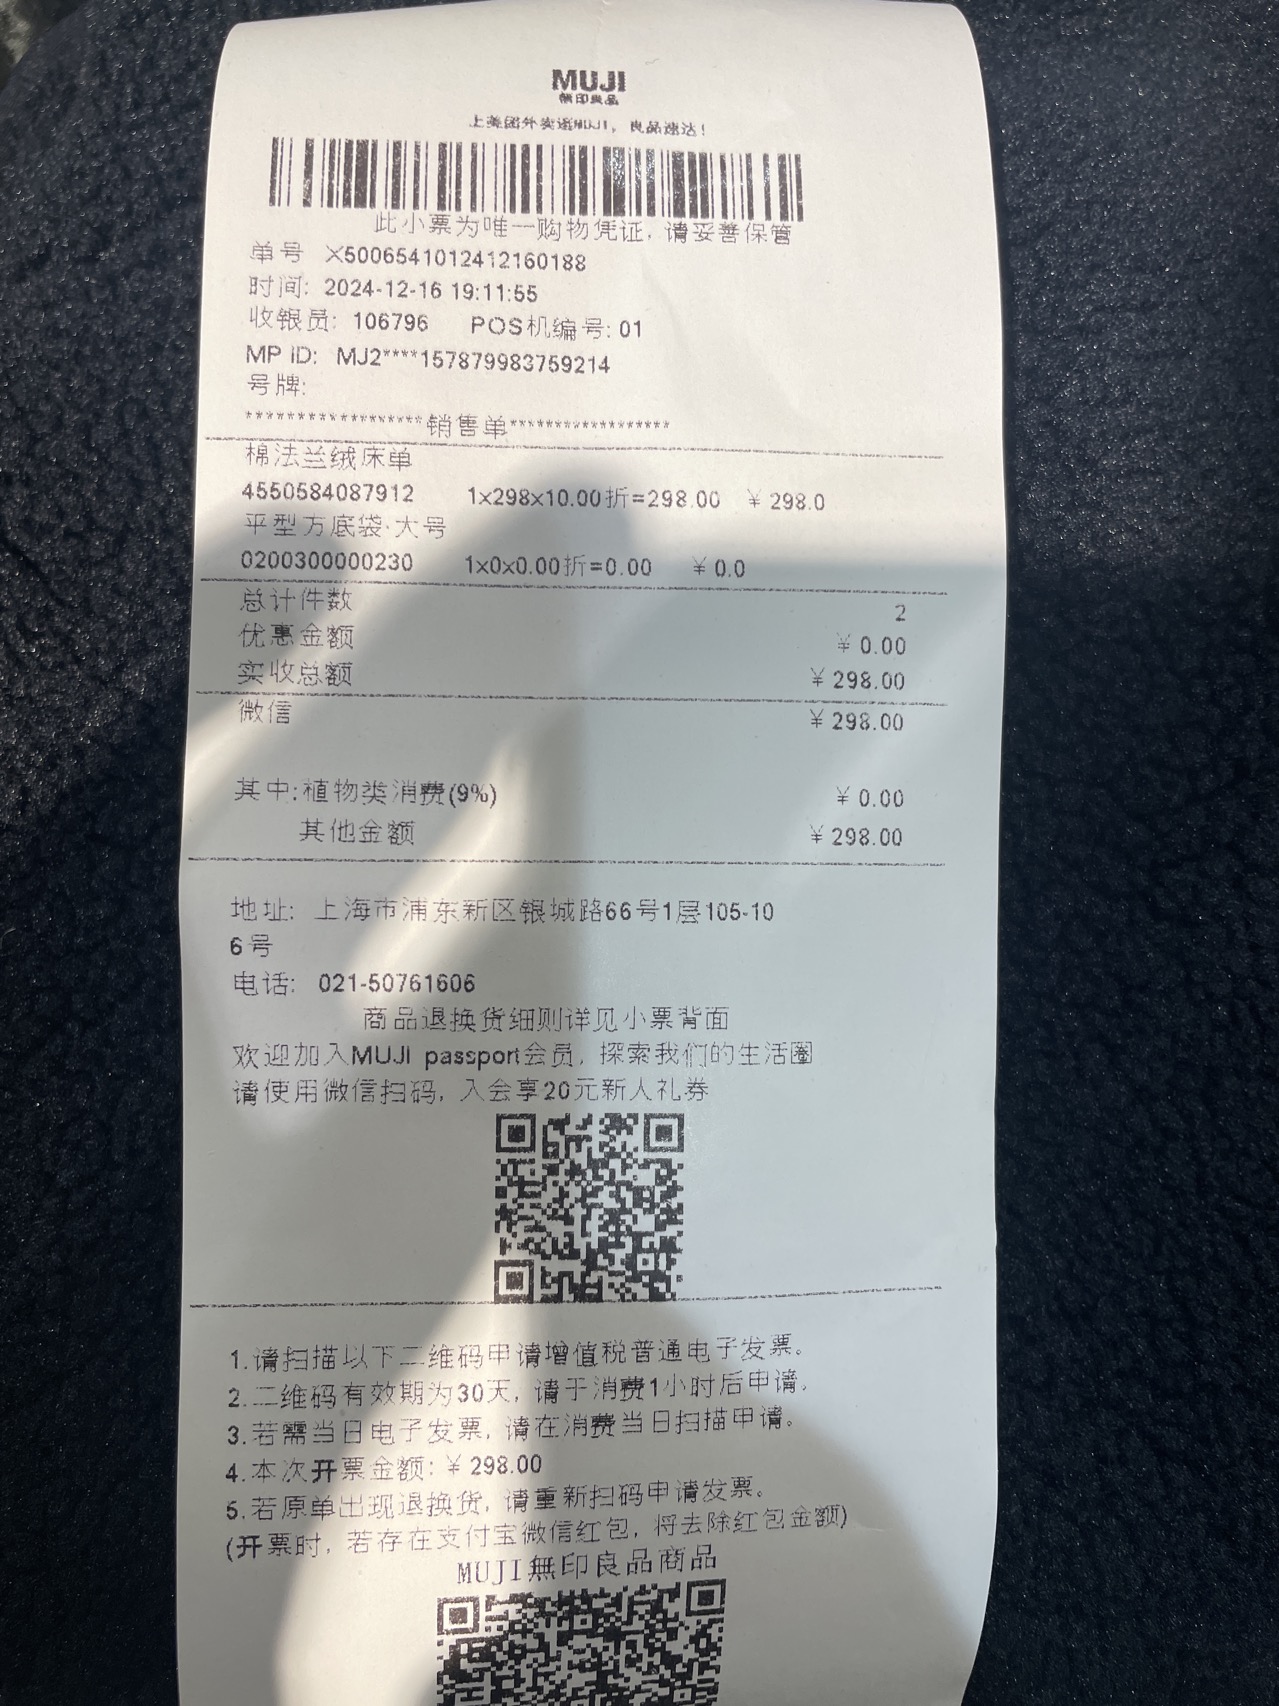 MUJI
無印良品
上美团外卖逛MUJI，良品速达！
此小票为唯一购物凭证，请妥善保管
单号 X5006541012412160188
时间: 2024-12-16 19:11:55
收银员: 106796 POS机编号: 01
MP ID: MJ2****157879983759214
号牌:
*****************销售单*****************
棉法兰绒床单
4550584087912 1x298x10.00折=298.00 ￥298.0
平型方底袋·大号
0200300000230 1x0x0.00折=0.00 ￥0.0
总计件数 2
优惠金额 ￥0.00
实收总额 ￥298.00
微信 ￥298.00
其中:植物类消费(9%) ￥0.00
其他金额 ￥298.00
地址: 上海市浦东新区银城路66号1层105-10
6号
电话: 021-50761606
商品退换货细则详见小票背面
欢迎加入MUJI passport会员，探索我们的生活圈
请使用微信扫码，入会享20元新人礼券
1.请扫描以下二维码申请增值税普通电子发票。
2.二维码有效期为30天，请于消费1小时后申请。
3.若需当日电子发票，请在消费当日扫描申请。
4.本次开票金额: ￥298.00
5.若原单出现退换货，请重新扫码申请发票。
(开票时，若存在支付宝微信红包，将去除红包金额)
MUJI無印良品商品